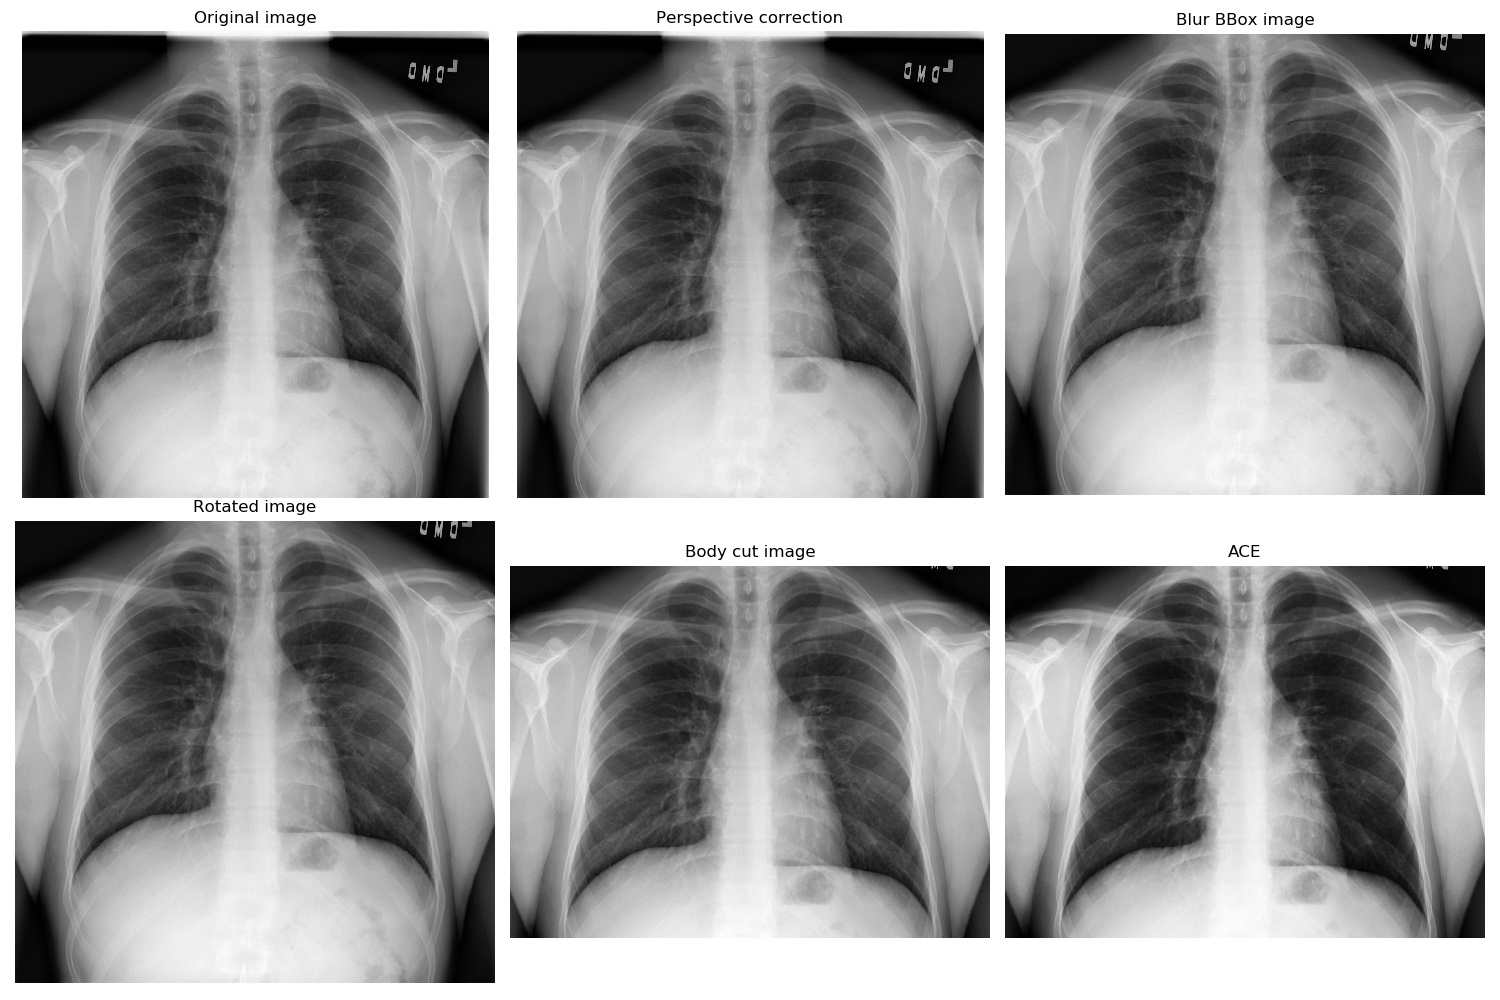 Original image
Perspective correction
Blur BBox image
Rotated image
Body cut image
ACE